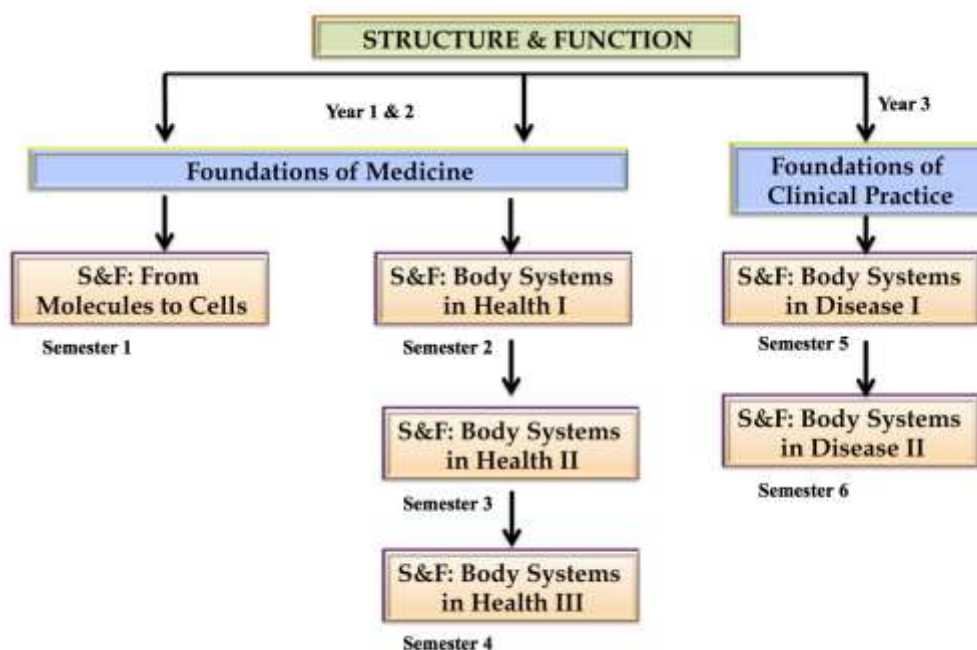 STRUCTURE & FUNCTION
Year 1 & 2
Year 3
Foundations of Medicine
Foundations of
Clinical Practice
S&F: From
Molecules to Cells
Semester 1
S&F: Body Systems
in Health I
Semester 2
S&F: Body Systems
in Disease I
Semester 5
S&F: Body Systems
in Health II
Semester 3
S&F: Body Systems
in Disease II
Semester 6
S&F: Body Systems
in Health III
Semester 4